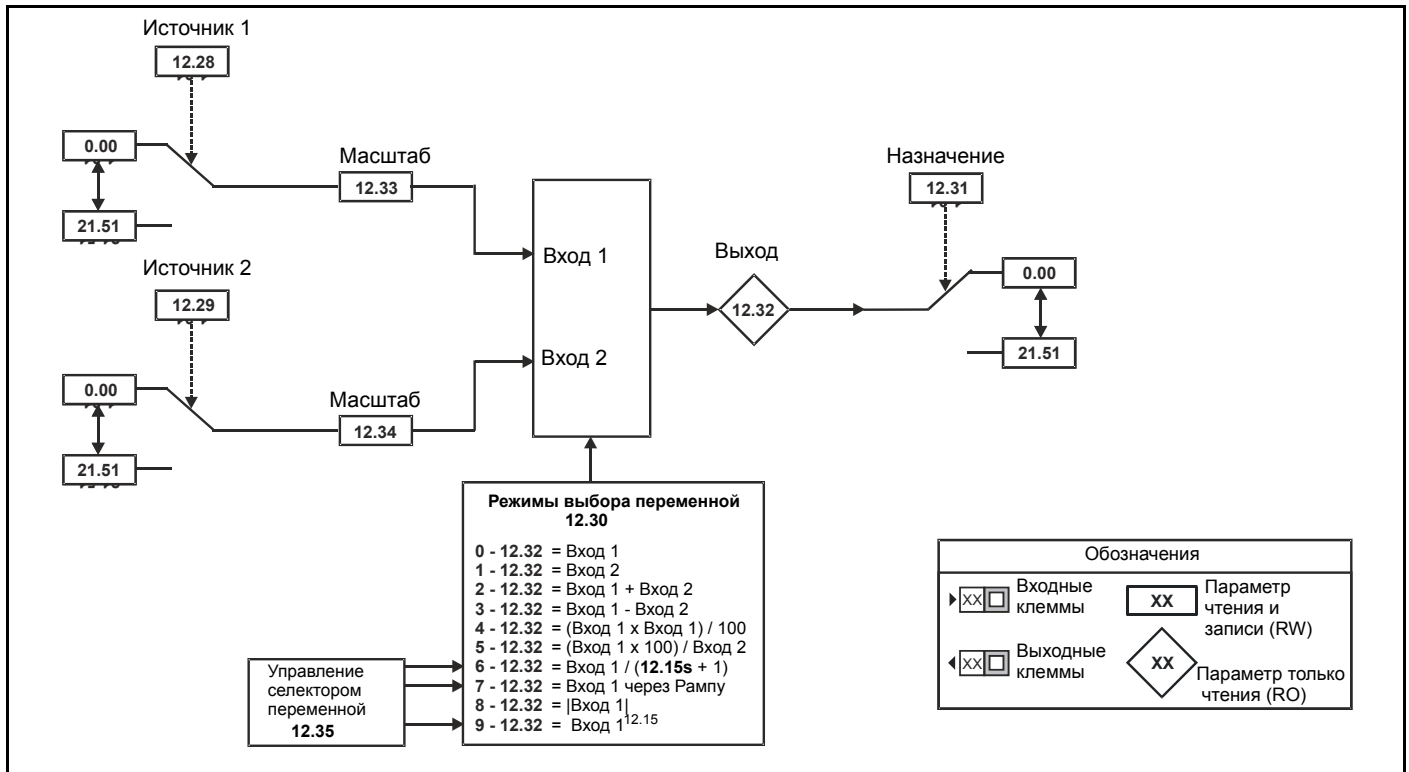 Источник 1
12.28
0.00
21.51
Масштаб
12.33
Источник 2
12.29
0.00
21.51
Масштаб
12.34
Вход 1
Вход 2
Выход
12.32
Назначение
12.31
0.00
21.51
Режимы выбора переменной
12.30
0 - 12.32 = Вход 1
1 - 12.32 = Вход 2
2 - 12.32 = Вход 1 + Вход 2
3 - 12.32 = Вход 1 - Вход 2
4 - 12.32 = (Вход 1 x Вход 1) / 100
5 - 12.32 = (Вход 1 x 100) / Вход 2
6 - 12.32 = Вход 1 / (12.15s + 1)
7 - 12.32 = Вход 1 через Рампу
8 - 12.32 = |Вход 1|
9 - 12.32 = Вход 1^12.15
Управление
селектором
переменной
12.35
Обозначения
XX
Входные
клеммы
XX
Параметр
чтения и
записи (RW)
XX
Выходные
клеммы
XX
Параметр только
чтения (RO)